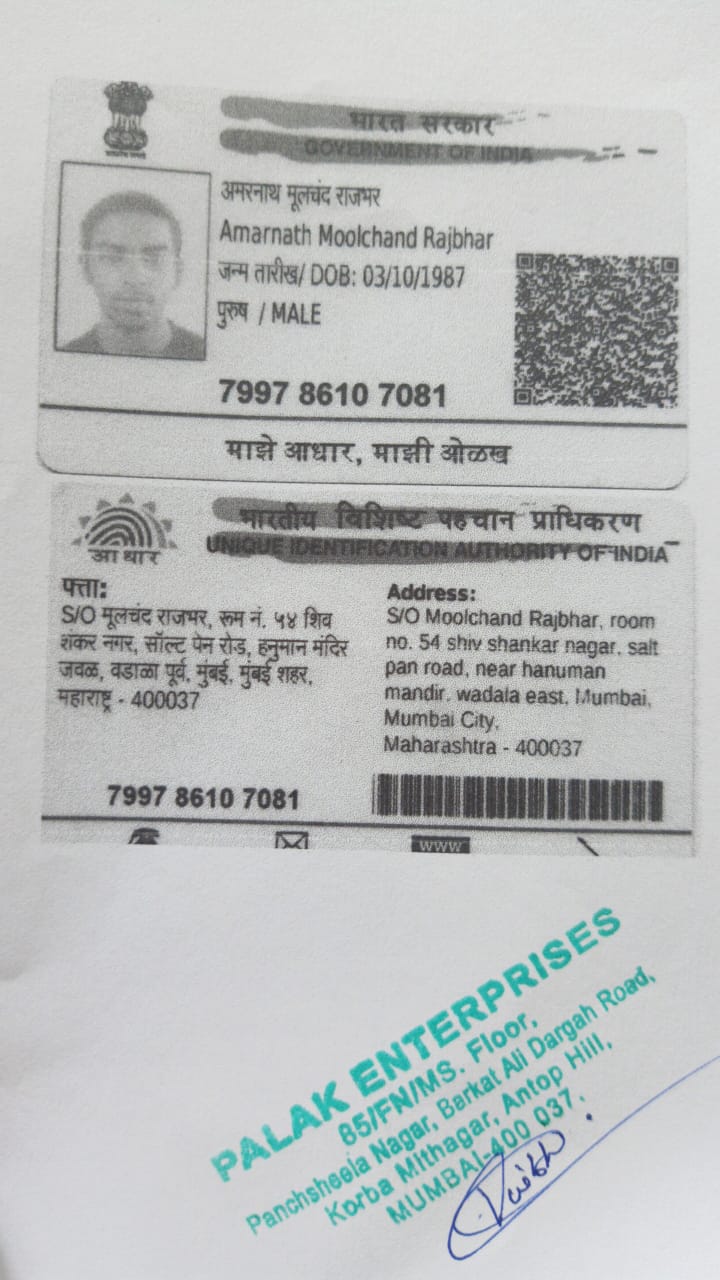 भारत सरकार
GOVERNMENT OF INDIA
अमरनाथ मूलचंद राजभर
Amarnath Moolchand Rajbhar
जन्म तारीख/ DOB: 03/10/1987
पुरुष / MALE
7997 8610 7081
माझे आधार, माझी ओळख
भारतीय विशिष्ट पहचान प्राधिकरण
UNIQUE IDENTIFICATION AUTHORITY OF INDIA
आधार
पत्ता:
S/O मूलचंद राजभर, रूम नं. ५४ शिव
शंकर नगर, सॉल्ट पेन रोड, हनुमान मंदिर
जवळ, वडाळा पूर्व, मुंबई, मुंबई शहर,
महाराष्ट्र - 400037
Address:
S/O Moolchand Rajbhar, room
no. 54 shiv shankar nagar, salt
pan road, near hanuman
mandir, wadala east, Mumbai,
Mumbai City,
Maharashtra - 400037
7997 8610 7081
www
PALAK ENTERPRISES
85/FN/MS. Floor,
Panchsheela Nagar, Barkat Ali Dargah Road,
Korba Mithagar, Antop Hill,
MUMBAI-400 037.